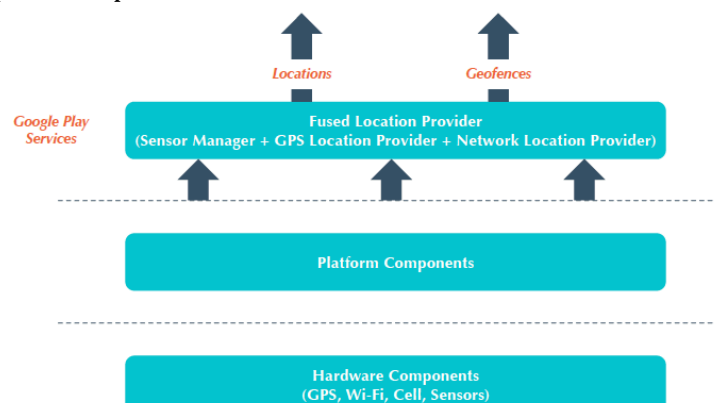 Locations
Geofences
Google Play
Services
Fused Location Provider
(Sensor Manager + GPS Location Provider + Network Location Provider)
Platform Components
Hardware Components
(GPS, Wi-Fi, Cell, Sensors)